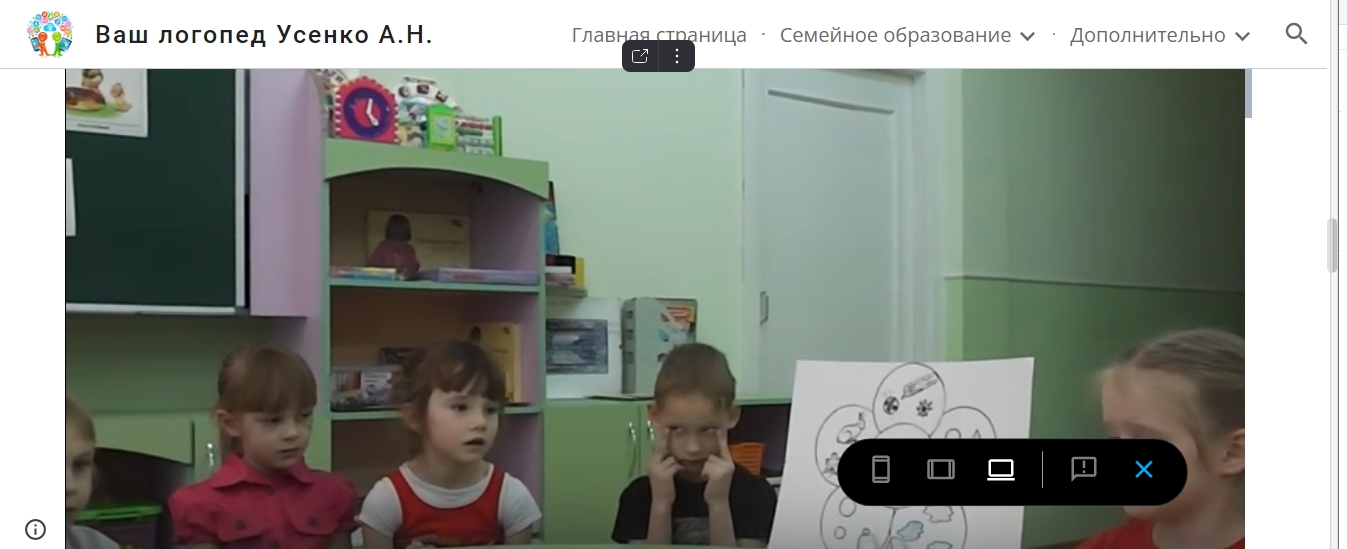 Ваш логопед Усенко А.Н.
Главная страница · Семейное образование · Дополнительно